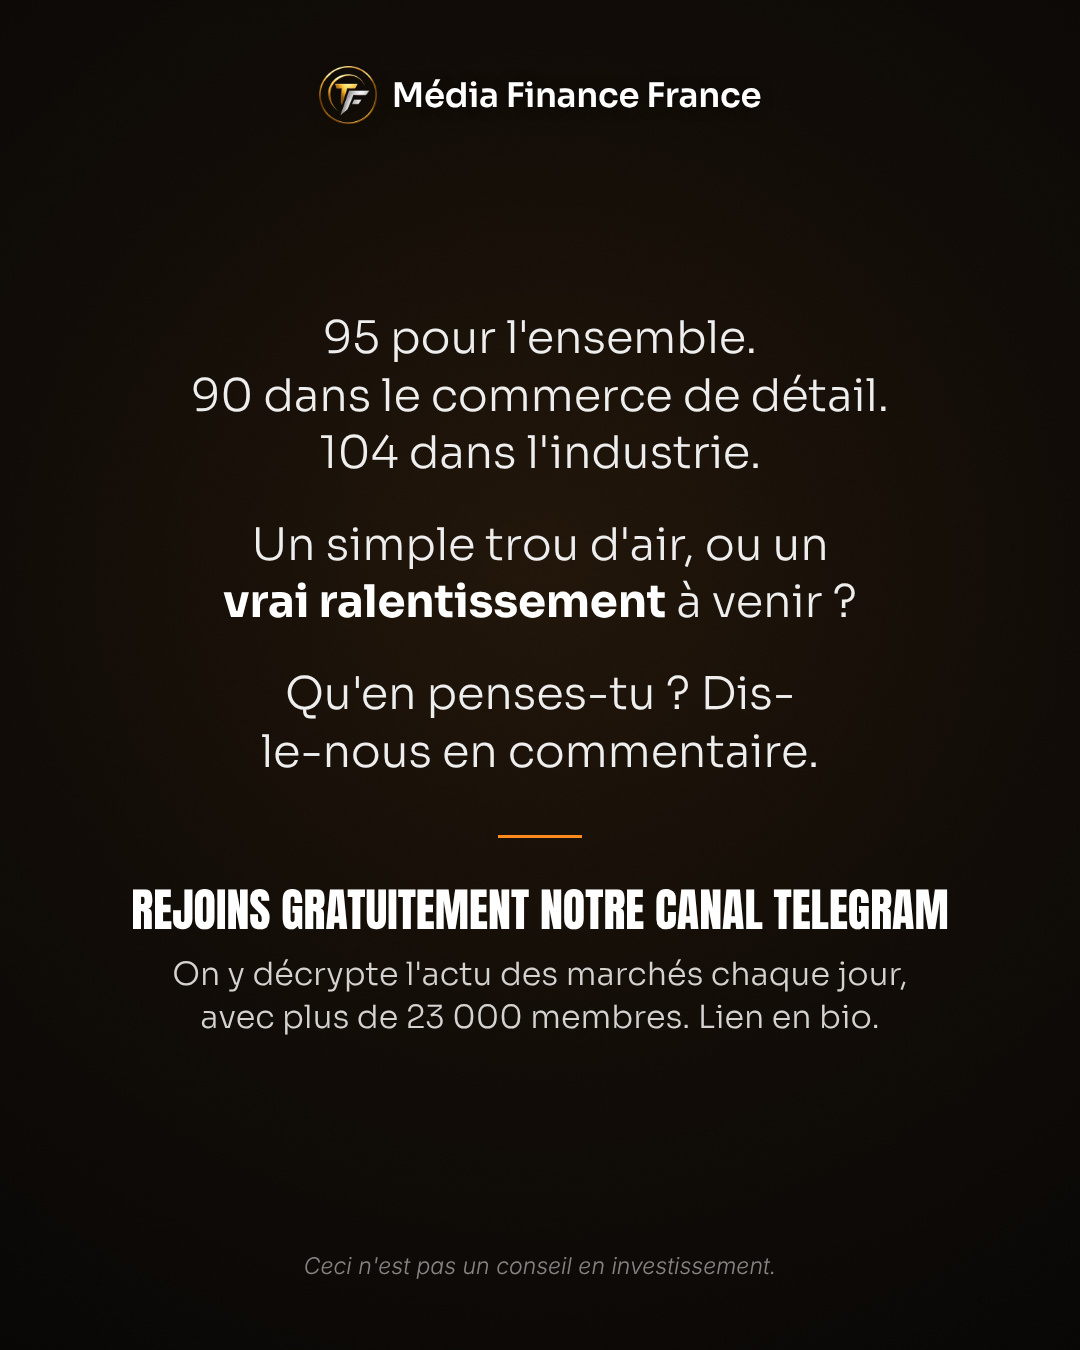 TF Média Finance France
95 pour l'ensemble.
90 dans le commerce de détail.
104 dans l'industrie.
Un simple trou d'air, ou un
vrai ralentissement à venir ?
Qu'en penses-tu ? Dis-
le-nous en commentaire.
REJOINS GRATUITEMENT NOTRE CANAL TELEGRAM
On y décrypte l'actu des marchés chaque jour,
avec plus de 23 000 membres. Lien en bio.
Ceci n'est pas un conseil en investissement.